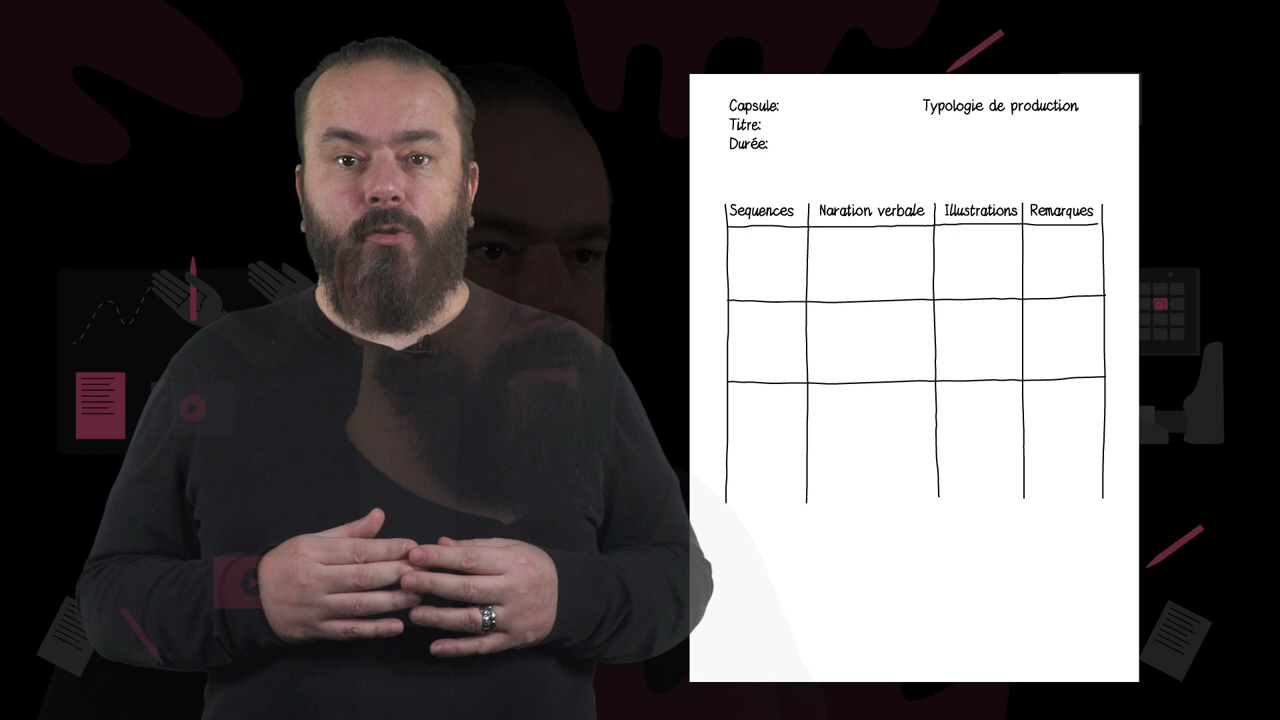 Capsule:
Titre:
Durée:
Typologie de production
Sequences Naration verbale Illustrations Remarques